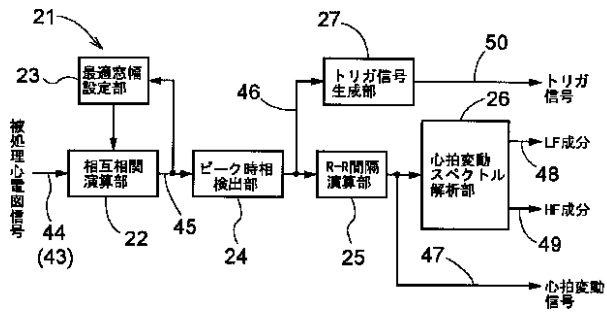 21
27
50
23
最適窓幅
設定部
46
トリガ信号
生成部
トリガ
信号
26
被処理心電図信号
相互相関
演算部
ピーク時相
検出部
R-R間隔
演算部
心拍変動
スペクトル
解析部
LF成分
48
HF成分
49
44
(43)
22
45
24
25
47
心拍変動
信号